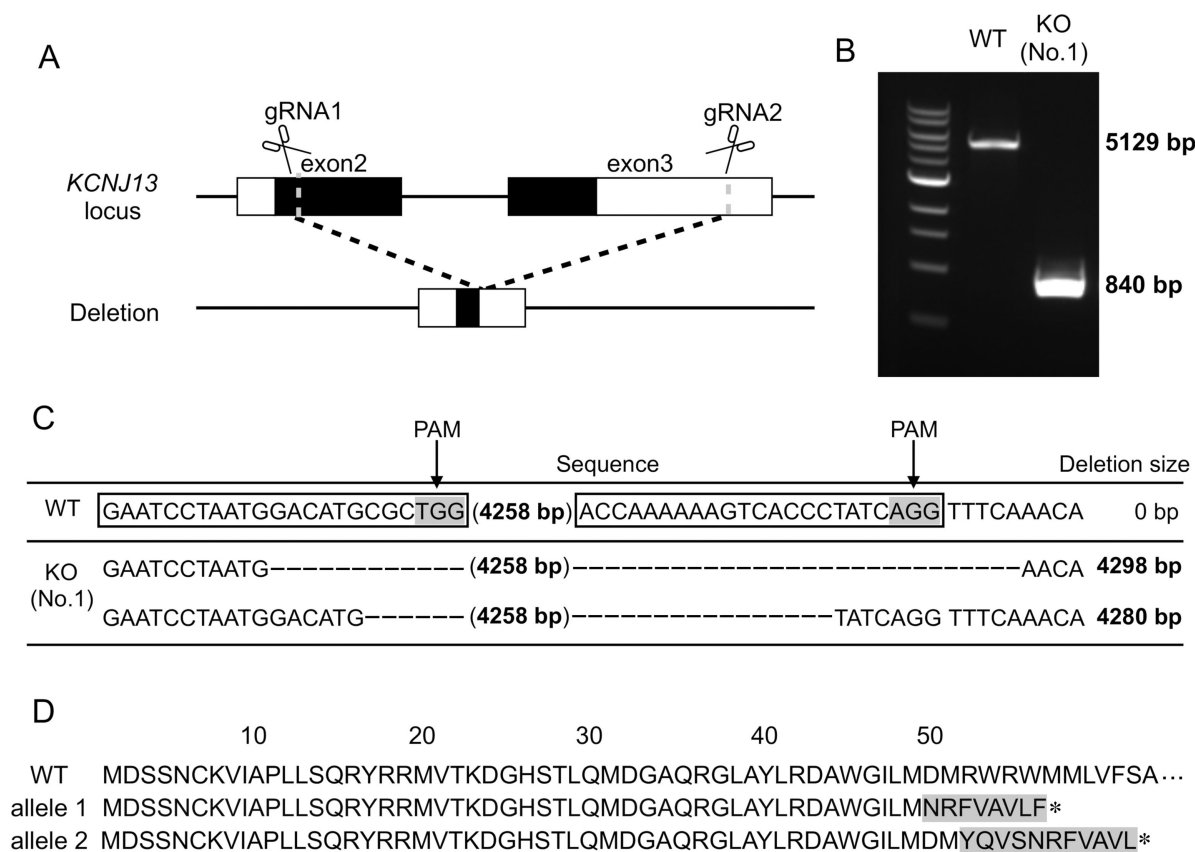 A
gRNA1
gRNA2
exon2
exon3
KCNJ13
locus
Deletion
B
WT
KO
(No.1)
5129 bp
840 bp
C
PAM
PAM
Sequence
Deletion size
WT GAATCCTAATGGACATGCGCTGG (4258 bp) ACCAAAAAAGTCACCCTATCAGG TTTCAAACA 0 bp
KO
(No.1)
GAATCCTAATG------------(4258 bp)----------------------------AACA 4298 bp
GAATCCTAATGGACATG------(4258 bp)----------------TATCAGG TTTCAAACA 4280 bp
D
10 20 30 40 50
WT MDSSNCKVIAPLLSQRYRRMVTKDGHSTLQMDGAQRGLAYLRDAWGILMDMRWRWMMLVFSA⋯
allele 1 MDSSNCKVIAPLLSQRYRRMVTKDGHSTLQMDGAQRGLAYLRDAWGILMNRFVAVLF*
allele 2 MDSSNCKVIAPLLSQRYRRMVTKDGHSTLQMDGAQRGLAYLRDAWGILMDMYQVSNRFVAVL*